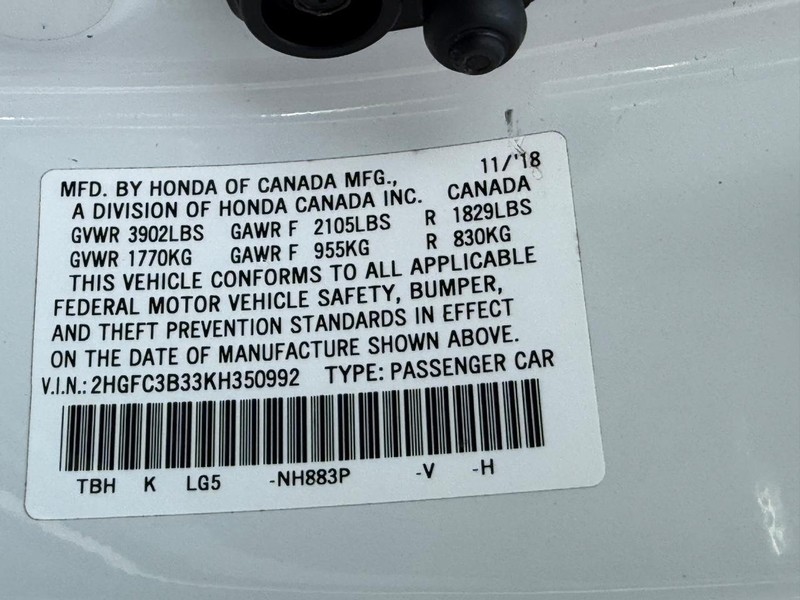 MFD. BY HONDA OF CANADA MFG., 11/'18
A DIVISION OF HONDA CANADA INC. CANADA
GVWR 3902LBS GAWR F 2105LBS R 1829LBS
GVWR 1770KG GAWR F 955KG R 830KG
THIS VEHICLE CONFORMS TO ALL APPLICABLE
FEDERAL MOTOR VEHICLE SAFETY, BUMPER,
AND THEFT PREVENTION STANDARDS IN EFFECT
ON THE DATE OF MANUFACTURE SHOWN ABOVE.
V.I.N.: 2HGFC3B33KH350992 TYPE: PASSENGER CAR
TBH K LG5 -NH883P -V -H